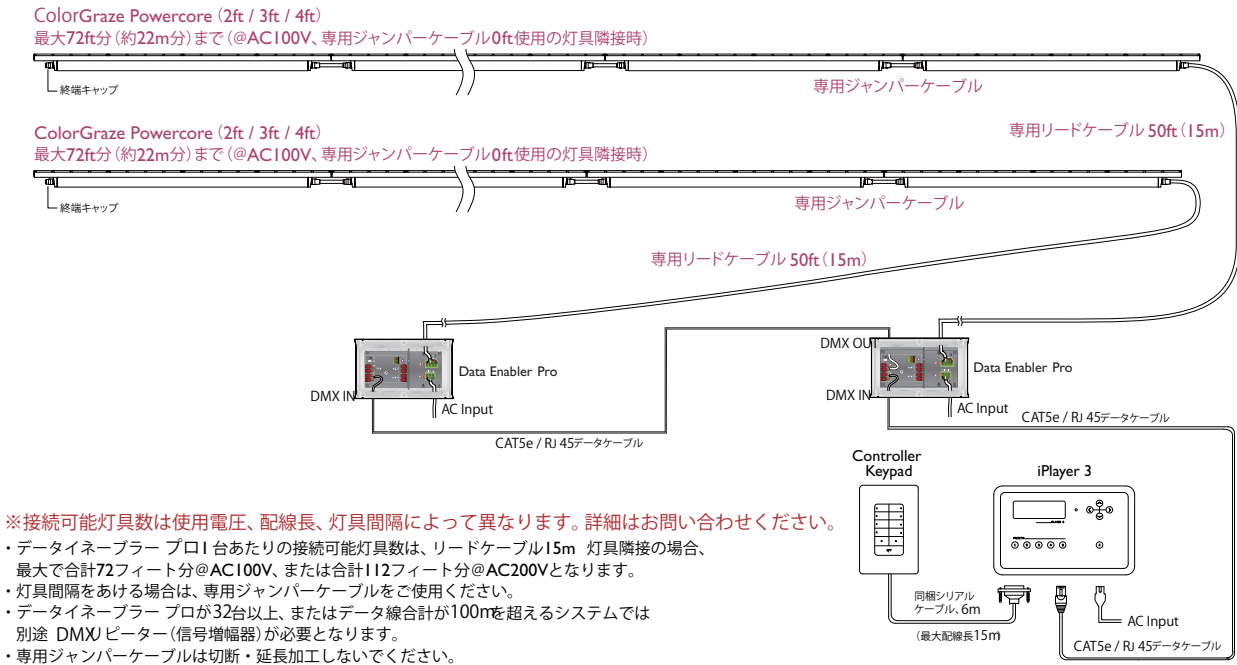 ColorGraze Powercore（2ft / 3ft / 4ft）
最大72ft分（約22m分）まで（@AC100V、専用ジャンパーケーブル0ft使用の灯具隣接時）
終端キャップ
専用ジャンパーケーブル
専用リードケーブル 50ft（15m）
ColorGraze Powercore（2ft / 3ft / 4ft）
最大72ft分（約22m分）まで（@AC100V、専用ジャンパーケーブル0ft使用の灯具隣接時）
終端キャップ
専用ジャンパーケーブル
専用リードケーブル 50ft（15m）
DMX OUT
Data Enabler Pro
Data Enabler Pro
DMX IN
DMX IN
AC Input
AC Input
CAT5e / RJ 45データケーブル
CAT5e / RJ 45データケーブル
Controller
Keypad
iPlayer 3
※接続可能灯具数は使用電圧、配線長、灯具間隔によって異なります。詳細はお問い合わせください。
・データイネーブラー プロ1台あたりの接続可能灯具数は、リードケーブル15m 灯具隣接の場合、
最大で合計72フィート分@AC100V、または合計112フィート分@AC200Vとなります。
・灯具間隔をあける場合は、専用ジャンパーケーブルをご使用ください。
・データイネーブラー プロが32台以上、またはデータ線合計が100mを超えるシステムでは
別途 DMXリピーター（信号増幅器）が必要となります。
・専用ジャンパーケーブルは切断・延長加工しないでください。
同梱シリアル
ケーブル、6m
（最大配線長15m）
AC Input
CAT5e / RJ 45データケーブル